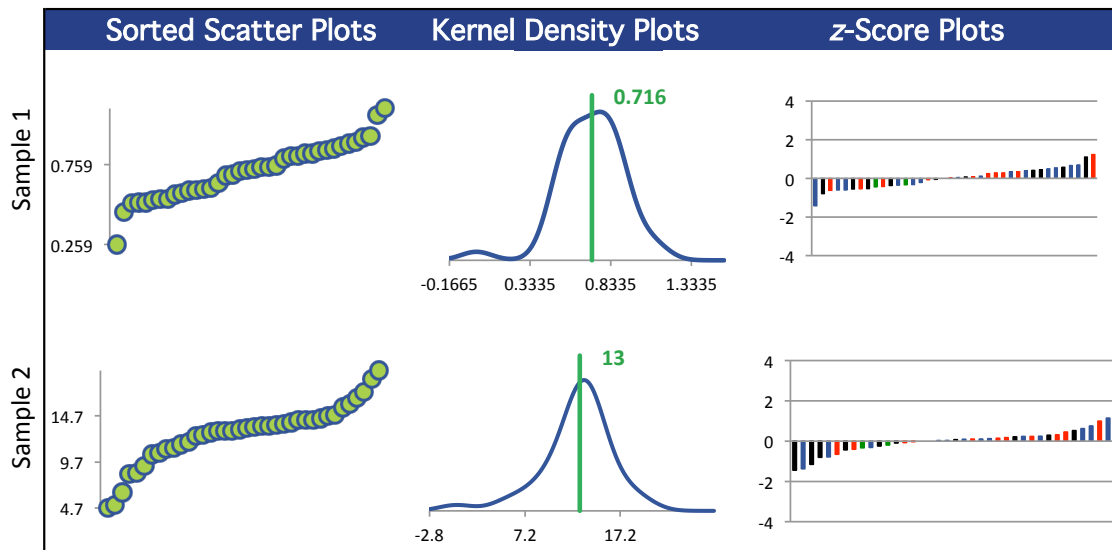 Sorted Scatter Plots
Kernel Density Plots
z-Score Plots
Sample 1
0.759
0.259
0.716
-0.1665 0.3335 0.8335 1.3335
4
2
0
-2
-4
Sample 2
14.7
9.7
4.7
13
-2.8 7.2 17.2
4
2
0
-2
-4